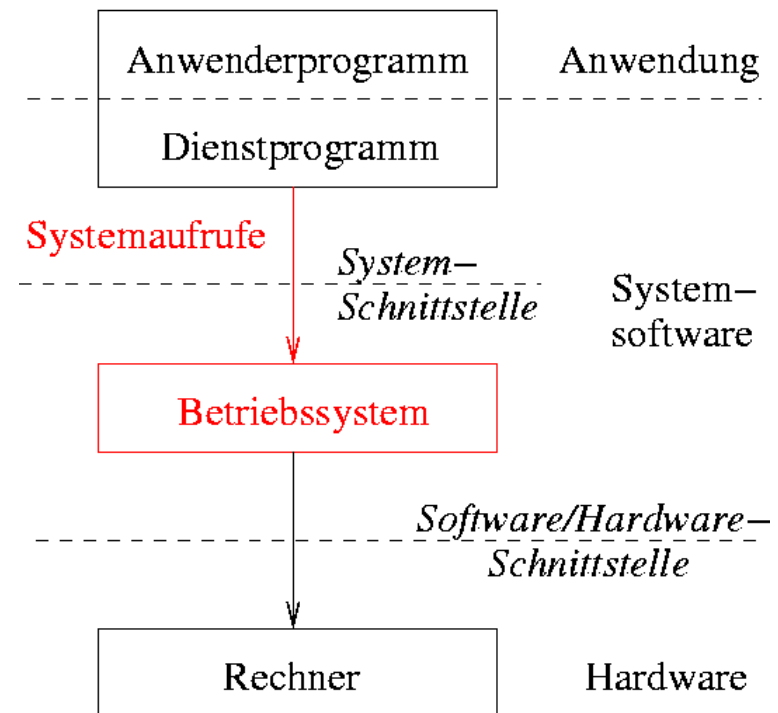 Anwenderprogramm Anwendung
Dienstprogramm
Systemaufrufe
System–
Schnittstelle
System–
software
Betriebssystem
Software/Hardware–
Schnittstelle
Rechner Hardware